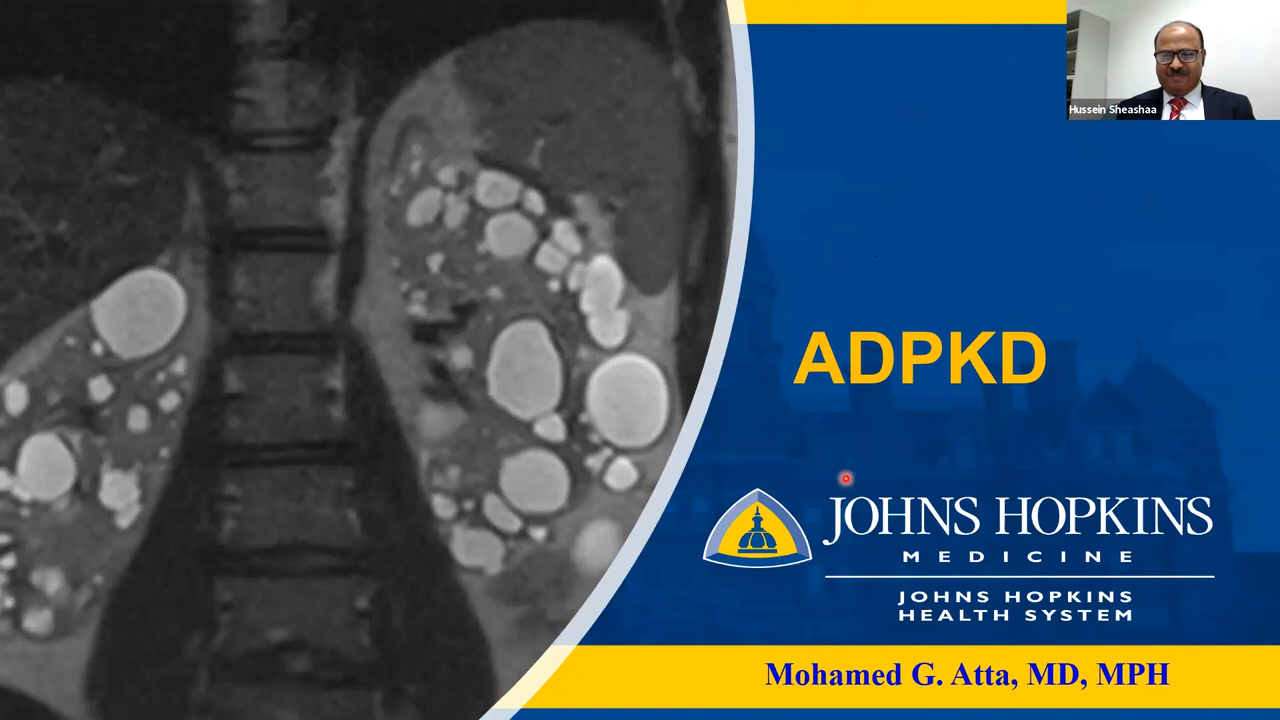 Hussein Sheashaa
ADPKD
JOHNS HOPKINS
MEDICINE
JOHNS HOPKINS
HEALTH SYSTEM
Mohamed G. Atta, MD, MPH